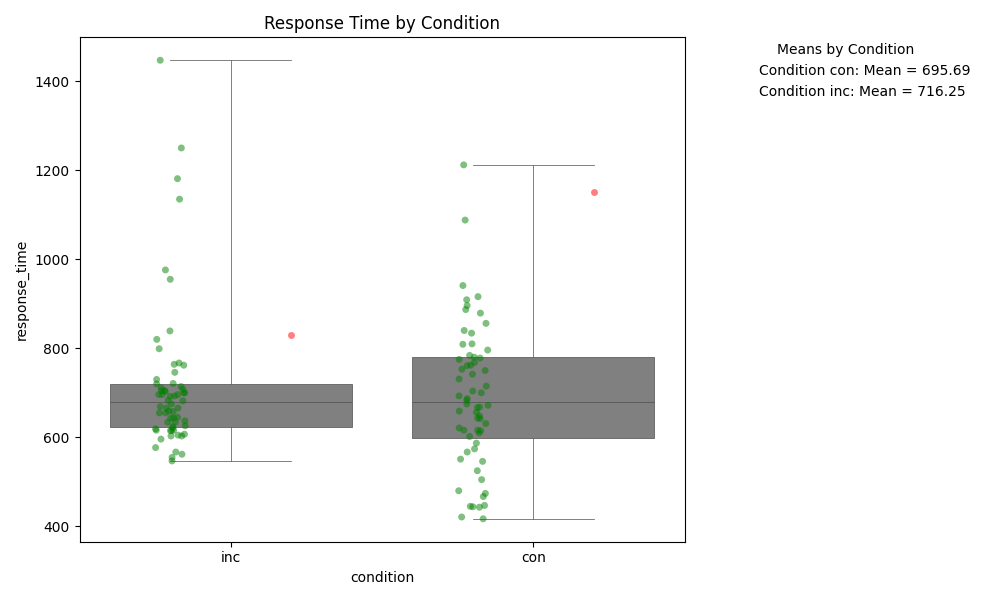 Response Time by Condition
Means by Condition
Condition con: Mean = 695.69
Condition inc: Mean = 716.25
response_time
1400
1200
1000
800
600
400
inc
con
condition